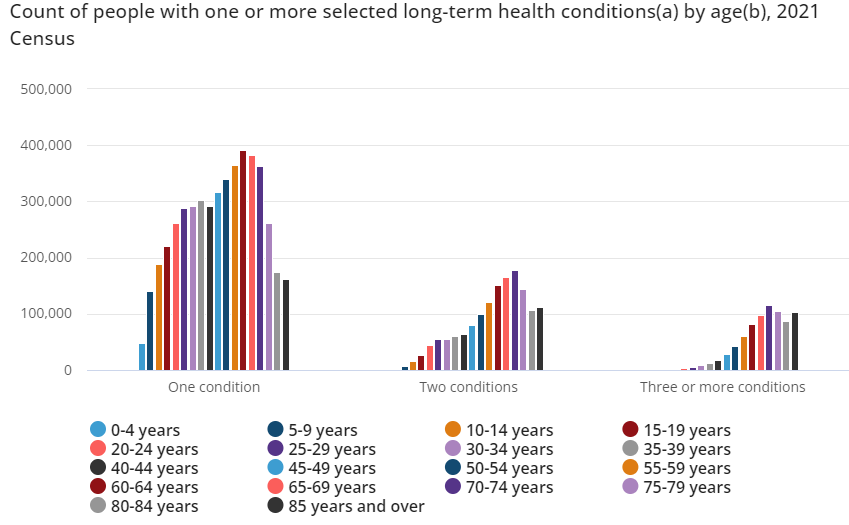 Count of people with one or more selected long-term health conditions(a) by age(b), 2021
Census
500,000
400,000
300,000
200,000
100,000
0
One condition Two conditions Three or more conditions
0-4 years 5-9 years 10-14 years 15-19 years
20-24 years 25-29 years 30-34 years 35-39 years
40-44 years 45-49 years 50-54 years 55-59 years
60-64 years 65-69 years 70-74 years 75-79 years
80-84 years 85 years and over